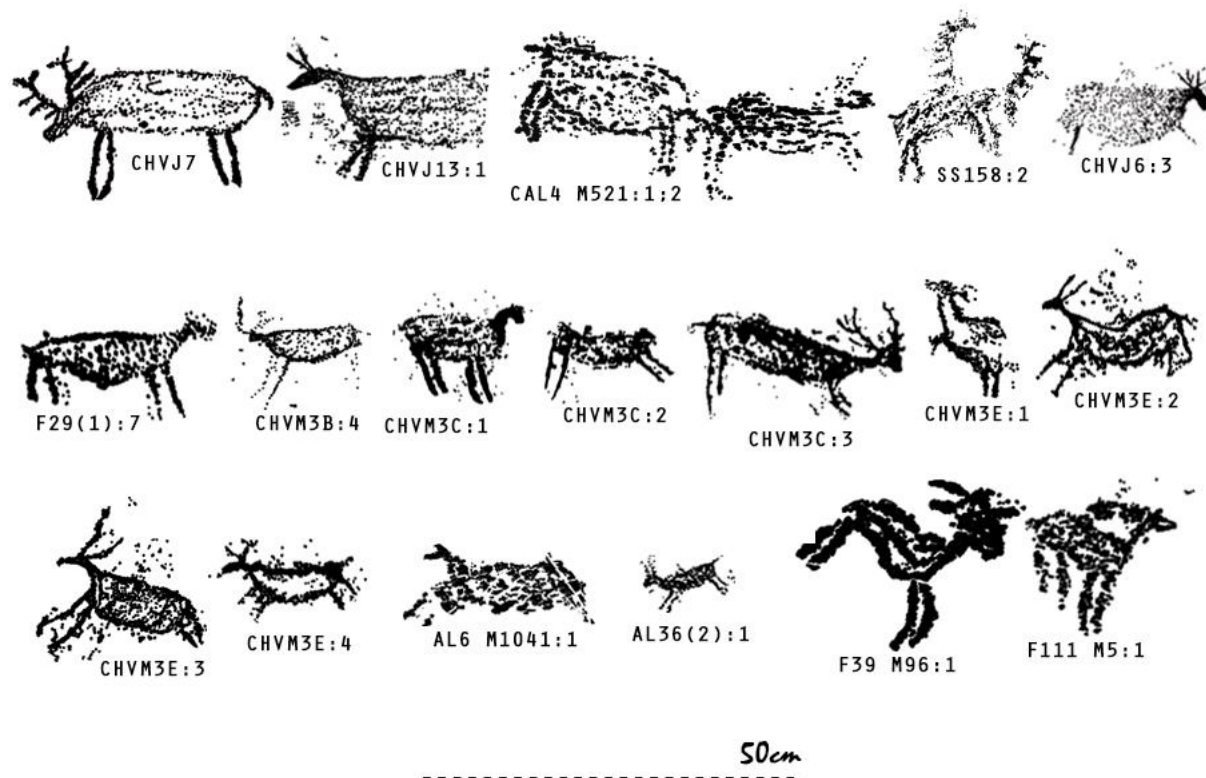 CHVJ7
CHVJ13:1
CAL4 M521:1;2
SS158:2
CHVJ6:3
F29(1):7
CHVM3B:4
CHVM3C:1
CHVM3C:2
CHVM3C:3
CHVM3E:1
CHVM3E:2
CHVM3E:3
CHVM3E:4
AL6 M1041:1
AL36(2):1
F39 M96:1
F111 M5:1
50cm